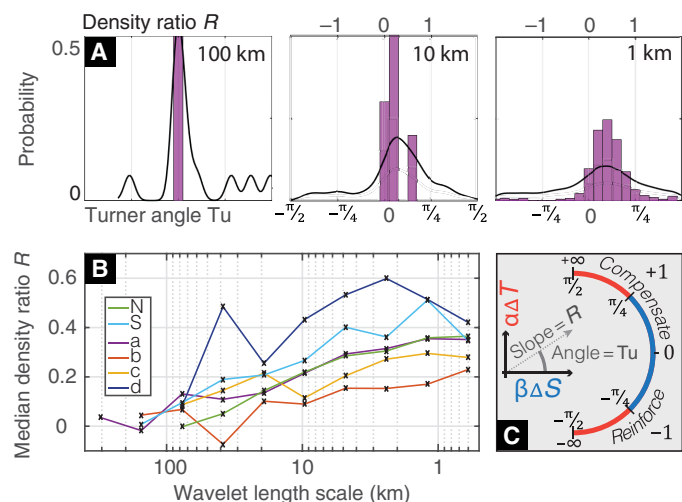 Density ratio R
−1 0 1
−1 0 1
0.5
A
100 km
10 km
1 km
Probability
0
Turner angle Tu
−π/2 −π/4 0 π/4 π/2
−π/4 0 π/4
B
Median density ratio R
0.6
0.4
0.2
0
N
S
a
b
c
d
100 10 1
Wavelet length scale (km)
+∞
π/2
Compensate
+1
π/4
αΔT
Slope=R
0
Angle=Tu
βΔS
−π/4
−π/2
Reinforce
−1
−∞
C